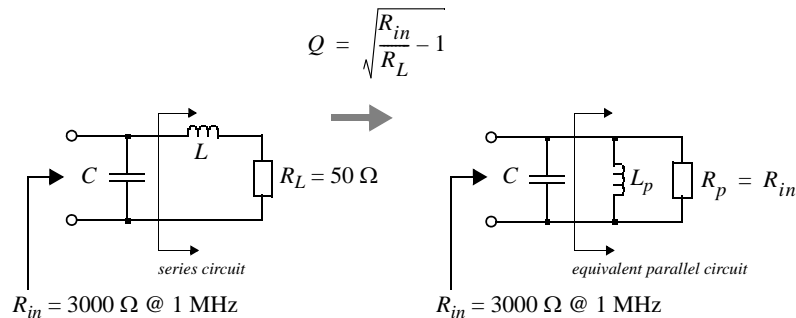 Q = √(R_in / R_L − 1)
L
C
R_L = 50 Ω
series circuit
R_in = 3000 Ω @ 1 MHz
C
L_p
R_p = R_in
equivalent parallel circuit
R_in = 3000 Ω @ 1 MHz